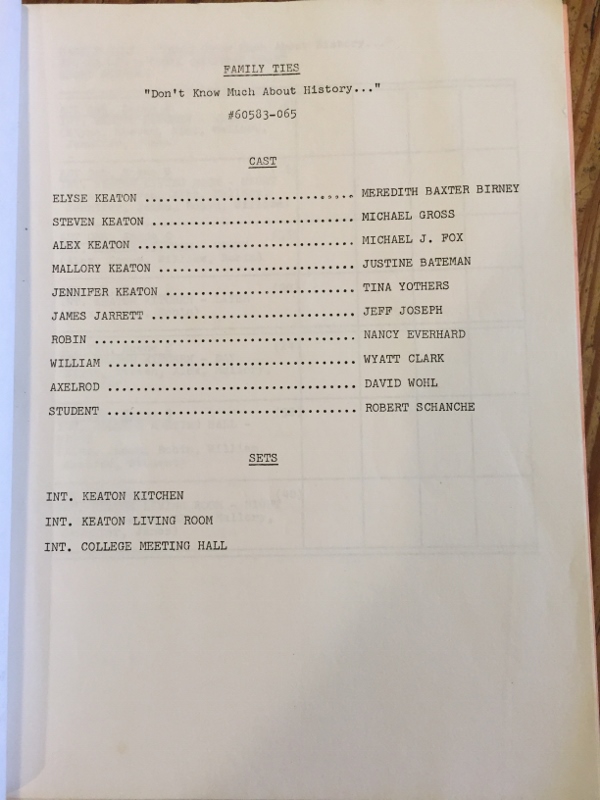 FAMILY TIES
"Don't Know Much About History..."
#60583-065
CAST
ELYSE KEATON .............................. MEREDITH BAXTER BIRNEY
STEVEN KEATON ............................. MICHAEL GROSS
ALEX KEATON ............................... MICHAEL J. FOX
MALLORY KEATON ............................ JUSTINE BATEMAN
JENNIFER KEATON ........................... TINA YOTHERS
JAMES JARRETT ............................. JEFF JOSEPH
ROBIN ..................................... NANCY EVERHARD
WILLIAM ................................... WYATT CLARK
AXELROD ................................... DAVID WOHL
STUDENT ................................... ROBERT SCHANCHE
SETS
INT. KEATON KITCHEN
INT. KEATON LIVING ROOM
INT. COLLEGE MEETING HALL